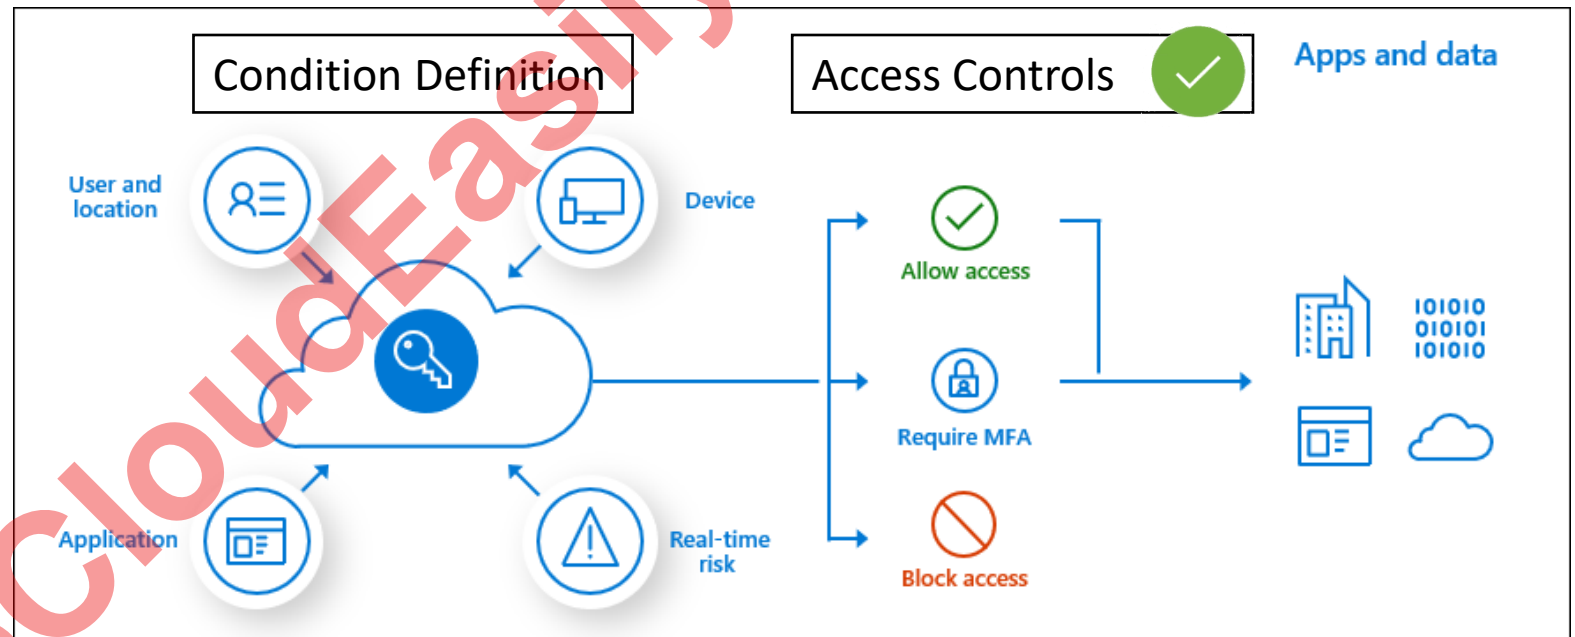 Condition Definition
Access Controls
Apps and data
User and
location
Device
Allow access
101010
010101
101010
Require MFA
Application
Real-time
risk
Block access
CloudEasily